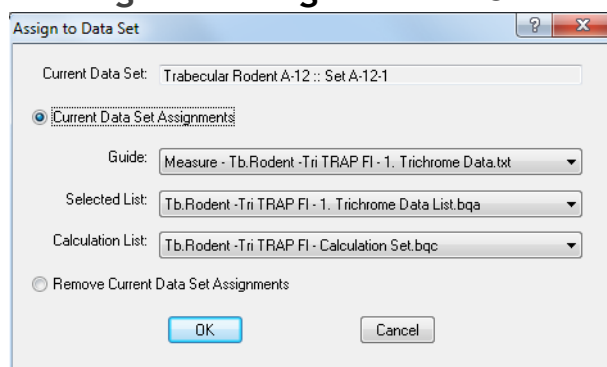 Assign to Data Set
Current Data Set: Trabecular Rodent A-12 :: Set A-12-1
Current Data Set Assignments
Guide: Measure - Tb.Rodent -Tri TRAP Fl - 1. Trichrome Data.txt
Selected List: Tb.Rodent -Tri TRAP Fl - 1. Trichrome Data List.bqa
Calculation List: Tb.Rodent -Tri TRAP Fl - Calculation Set.bqc
Remove Current Data Set Assignments
OK Cancel